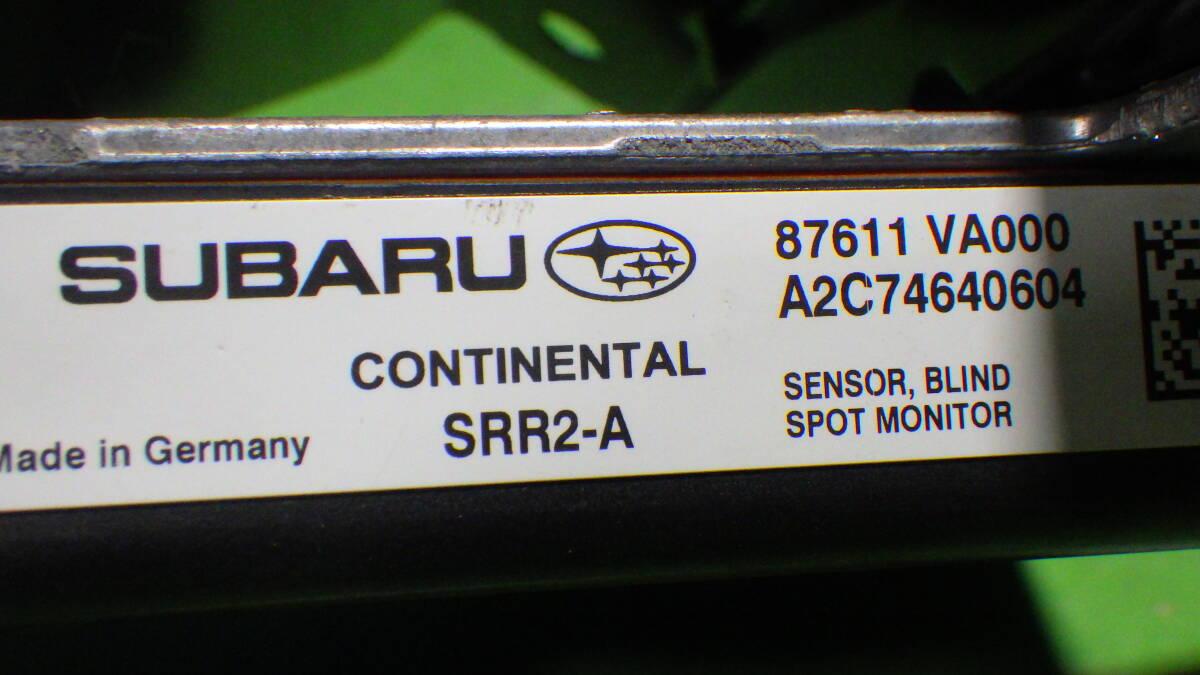 SUBARU
87611 VA000
A2C74640604
CONTINENTAL
SRR2-A
SENSOR, BLIND
SPOT MONITOR
Made in Germany